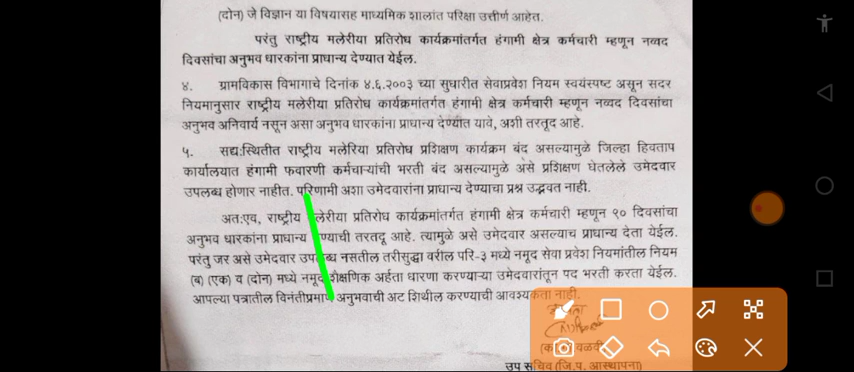 (दोन) जे विज्ञान या विषयासह माध्यमिक शालांत परिक्षा उत्तीर्ण आहेत.
परंतु राष्ट्रीय मलेरीया प्रतिरोध कार्यक्रमांतर्गत हंगामी क्षेत्र कर्मचारी म्हणून नव्वद
दिवसांचा अनुभव धारकांना प्राधान्य देण्यात येईल.
४. ग्रामविकास विभागाचे दिनांक ४.६.२००३ च्या सुधारीत सेवाप्रवेश नियम स्वयंस्पष्ट असून सदर
नियमानुसार राष्ट्रीय मलेरीया प्रतिरोध कार्यक्रमांतर्गत हंगामी क्षेत्र कर्मचारी म्हणून नव्वद दिवसांचा
अनुभव अनिवार्य नसून असा अनुभव धारकांना प्राधान्य देण्यात यावे, अशी तरतूद आहे.
५. सद्य:स्थितीत राष्ट्रीय मलेरिया प्रतिरोध प्रशिक्षण कार्यक्रम बंद असल्यामुळे जिल्हा हिवताप
कार्यालयात हंगामी फवारणी कर्मचाऱ्यांची भरती बंद असल्यामुळे असे प्रशिक्षण घेतलेले उमेदवार
उपलब्ध होणार नाहीत. परिणामी अशा उमेदवारांना प्राधान्य देण्याचा प्रश्न उद्भवत नाही.
अत:एव, राष्ट्रीय मलेरीया प्रतिरोध कार्यक्रमांतर्गत हंगामी क्षेत्र कर्मचारी म्हणून ९० दिवसांचा
अनुभव धारकांना प्राधान्य देण्याची तरतदू आहे. त्यामुळे असे उमेदवार असल्याच प्राधान्य देता येईल.
परंतु जर असे उमेदवार उपलब्ध नसतील तरीसुद्धा वरील परि-३ मध्ये नमूद सेवा प्रवेश नियमांतील नियम
(ब) (एक) व (दोन) मध्ये नमूद शैक्षणिक अर्हता धारणा करण्याऱ्या उमेदवारांतून पद भरती करता येईल.
आपल्या पत्रातील विनंतीप्रमाणे अनुभवाची अट शिथील करण्याची आवश्यकता नाही.
वळवी
उप सचिव (जि.प. आस्थापना)